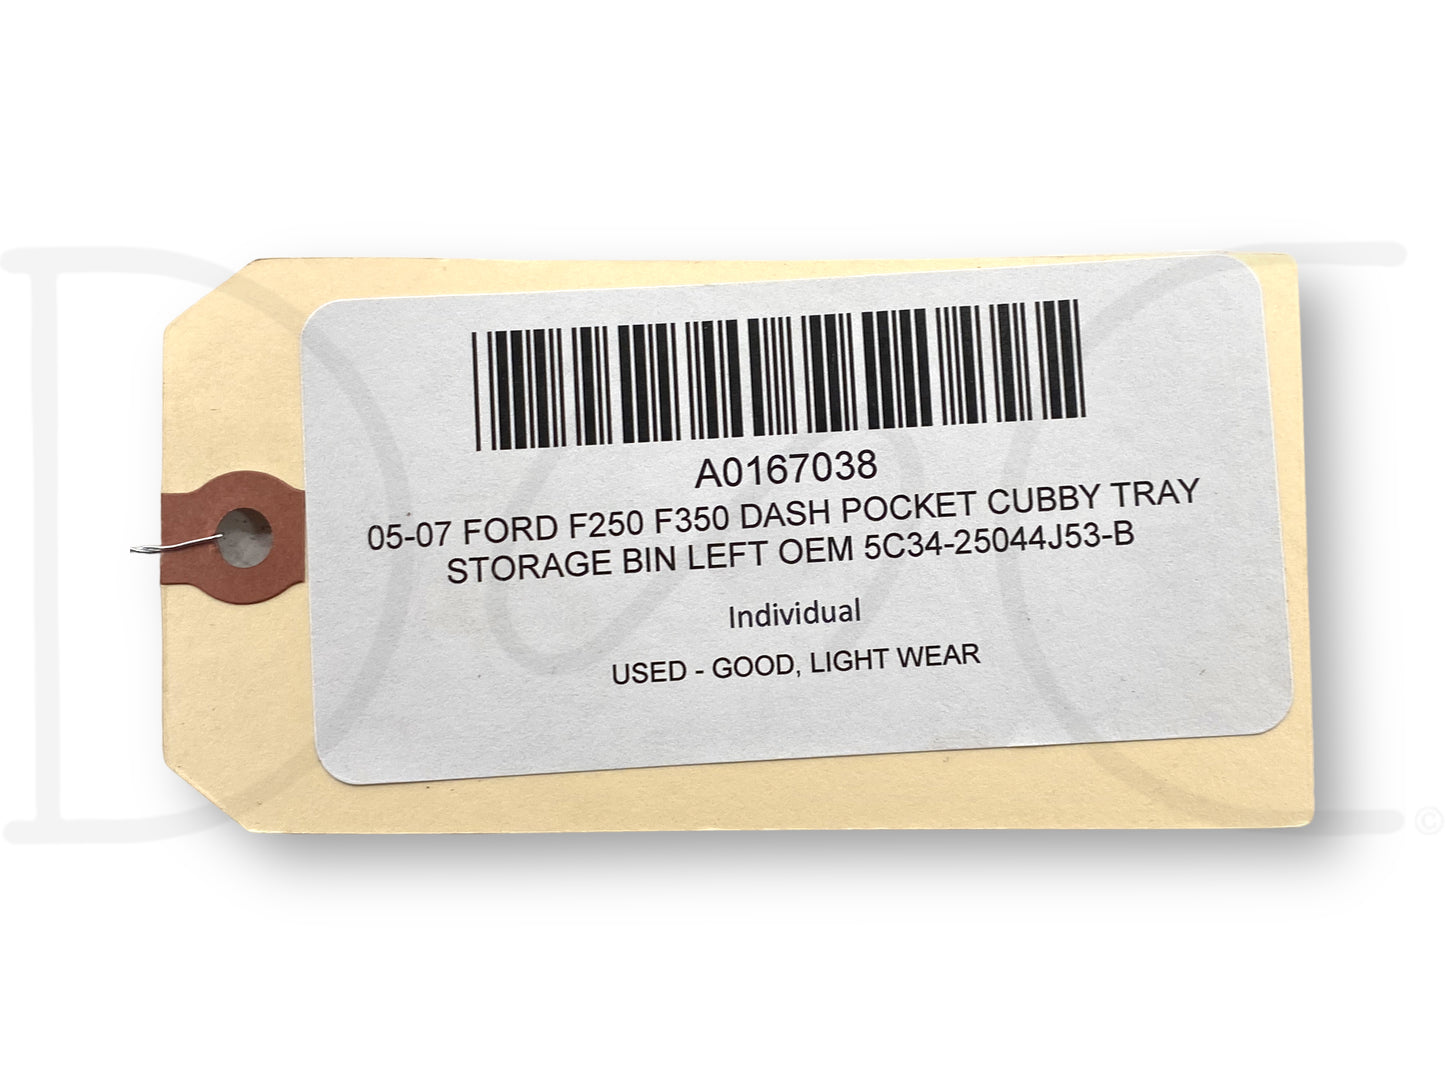 A0167038
05-07 FORD F250 F350 DASH POCKET CUBBY TRAY
STORAGE BIN LEFT OEM 5C34-25044J53-B
Individual
USED - GOOD, LIGHT WEAR
©